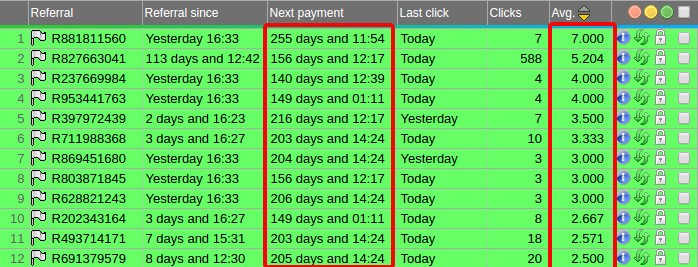 Referral Referral since Next payment Last click Clicks Avg.
1 R881811560 Yesterday 16:33 255 days and 11:54 Today 7 7.000
2 R827663041 113 days and 12:42 156 days and 12:17 Today 588 5.204
3 R237669984 Yesterday 16:33 140 days and 12:39 Today 4 4.000
4 R953441763 Yesterday 16:33 149 days and 01:11 Today 4 4.000
5 R397972439 2 days and 16:23 216 days and 12:17 Yesterday 7 3.500
6 R711988368 3 days and 16:27 203 days and 14:24 Today 10 3.333
7 R869451680 Yesterday 16:33 204 days and 14:24 Yesterday 3 3.000
8 R803871845 Yesterday 16:33 156 days and 12:17 Today 3 3.000
9 R628821243 Yesterday 16:33 206 days and 14:24 Today 3 3.000
10 R202343164 3 days and 16:27 149 days and 01:11 Today 8 2.667
11 R493714171 7 days and 15:31 203 days and 14:24 Today 18 2.571
12 R691379579 8 days and 12:30 205 days and 14:24 Today 20 2.500